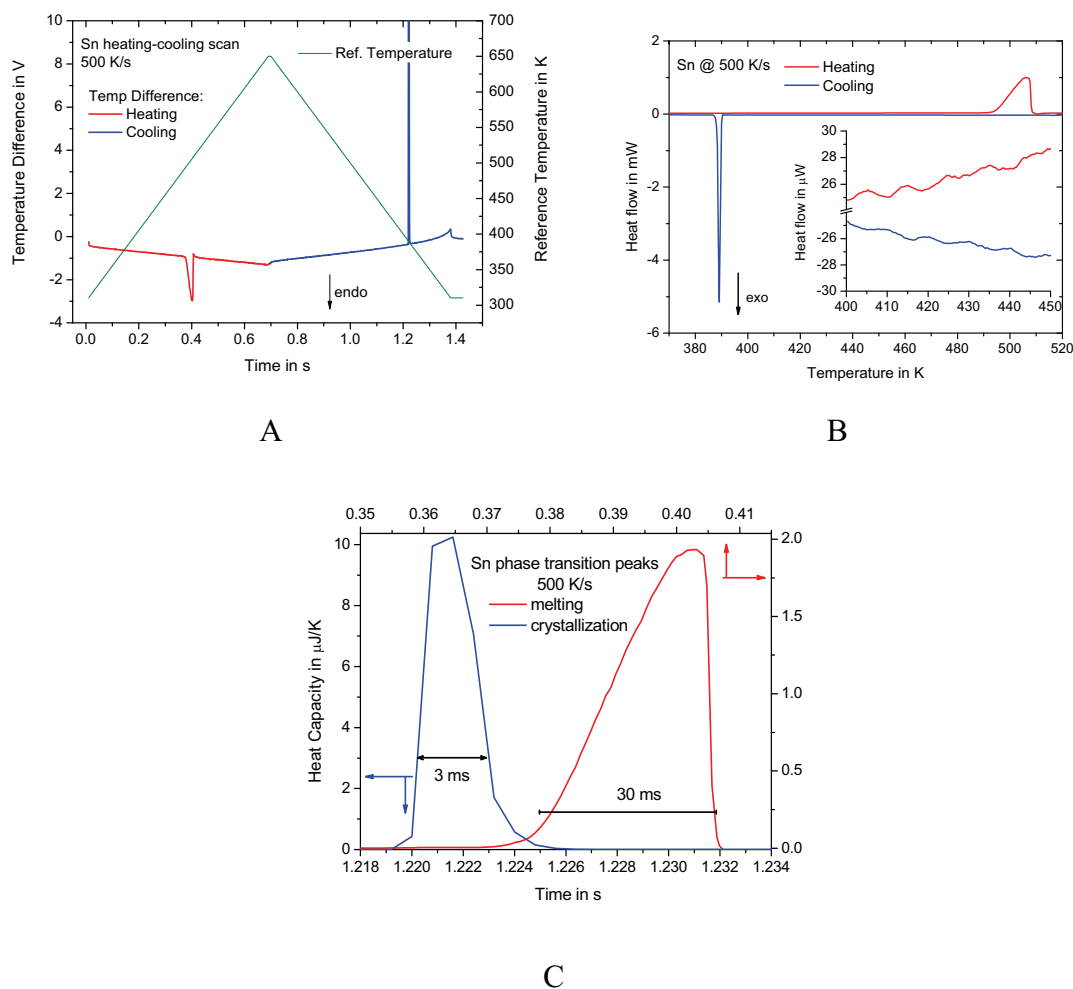 Sn heating-cooling scan
500 K/s
Ref. Temperature
Temp Difference:
Heating
Cooling
endo
Temperature Difference in V
10
8
6
4
2
0
-2
-4
Reference Temperature in K
700
650
600
550
500
450
400
350
300
0.0 0.2 0.4 0.6 0.8 1.0 1.2 1.4
Time in s
A
Sn @ 500 K/s
Heating
Cooling
exo
Heat flow in mW
2
0
-2
-4
-6
Heat flow in μW
30
28
26
-26
-28
-30
400 410 420 430 440 450
380 400 420 440 460 480 500 520
Temperature in K
B
0.35 0.36 0.37 0.38 0.39 0.40 0.41
Sn phase transition peaks
500 K/s
melting
crystallization
3 ms
30 ms
Heat Capacity in μJ/K
10
8
6
4
2
0
2.0
1.5
1.0
0.5
0.0
1.218 1.220 1.222 1.224 1.226 1.228 1.230 1.232 1.234
Time in s
C